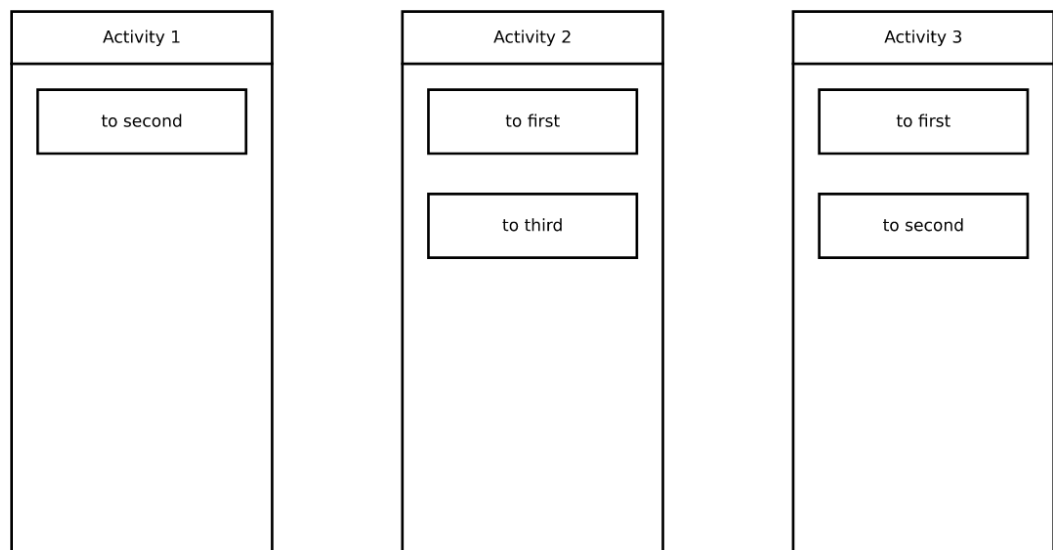 Activity 1
to second
Activity 2
to first
to third
Activity 3
to first
to second